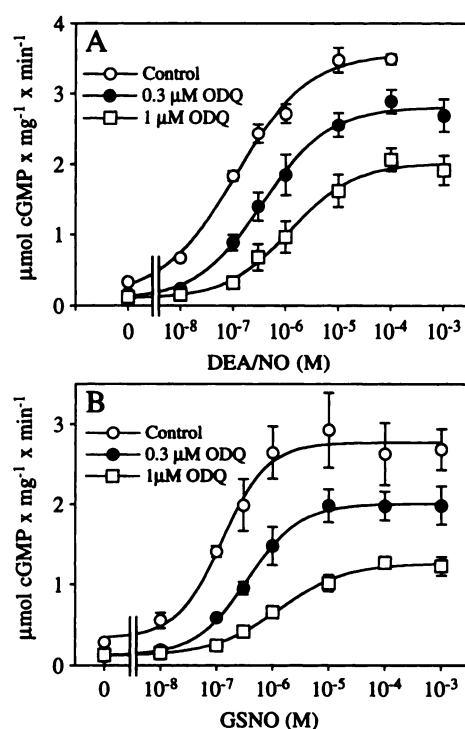 A
4
3
2
1
0
Control
0.3 µM ODQ
1 µM ODQ
µmol cGMP x mg⁻¹ x min⁻¹
0 10⁻⁸ 10⁻⁷ 10⁻⁶ 10⁻⁵ 10⁻⁴ 10⁻³
DEA/NO (M)
B
3
2
1
0
Control
0.3 µM ODQ
1µM ODQ
µmol cGMP x mg⁻¹ x min⁻¹
0 10⁻⁸ 10⁻⁷ 10⁻⁶ 10⁻⁵ 10⁻⁴ 10⁻³
GSNO (M)